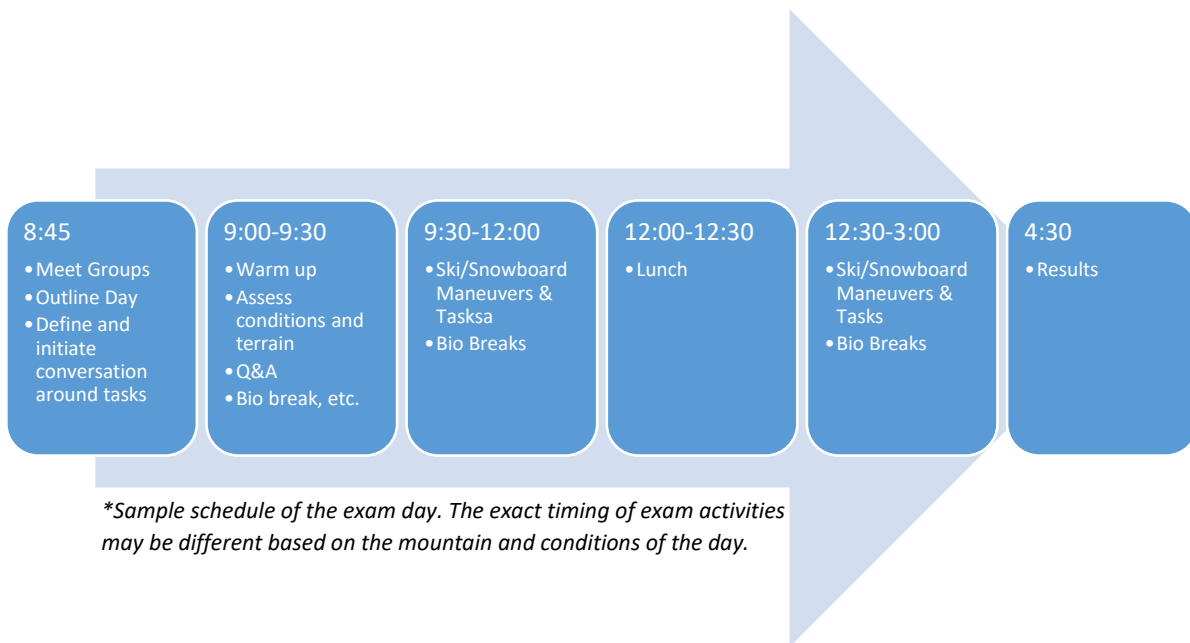 8:45
•Meet Groups
•Outline Day
•Define and
initiate
conversation
around tasks
9:00-9:30
•Warm up
•Assess
conditions and
terrain
•Q&A
•Bio break, etc.
9:30-12:00
•Ski/Snowboard
Maneuvers &
Tasksa
•Bio Breaks
12:00-12:30
•Lunch
12:30-3:00
•Ski/Snowboard
Maneuvers &
Tasks
•Bio Breaks
4:30
•Results
*Sample schedule of the exam day. The exact timing of exam activities
may be different based on the mountain and conditions of the day.